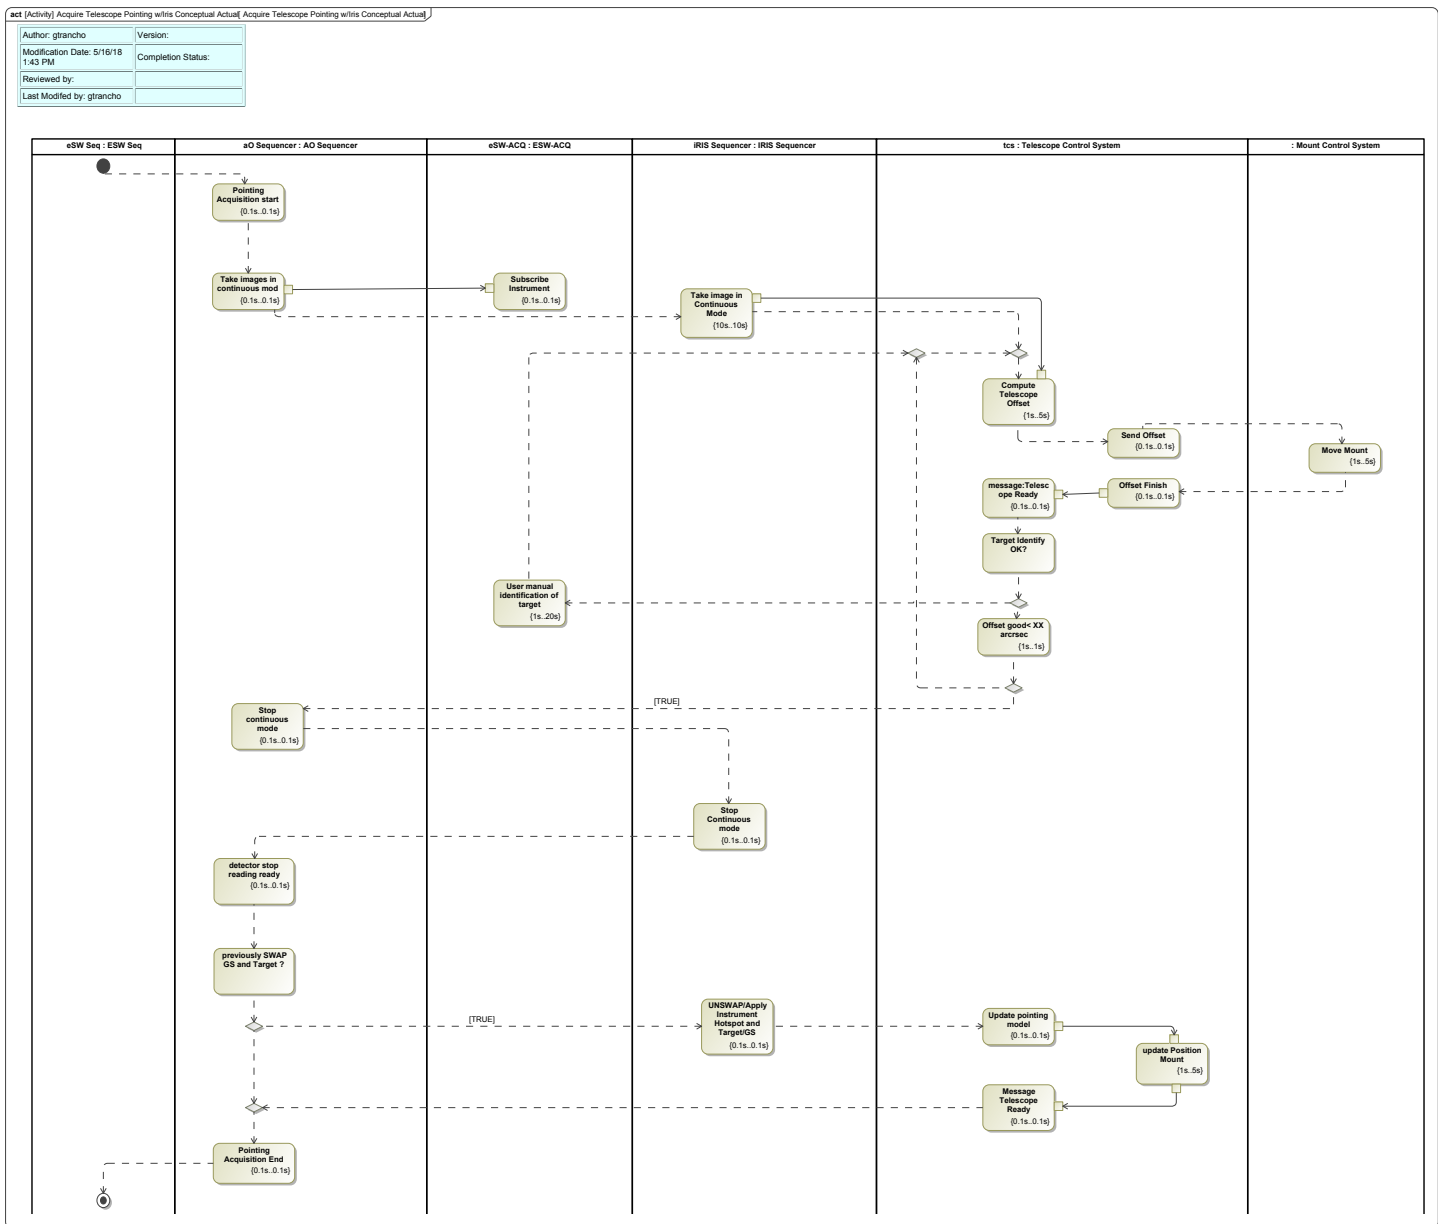 act [Activity] Acquire Telescope Pointing w/Iris Conceptual Actual[ Acquire Telescope Pointing w/Iris Conceptual Actual]
Author: gtrancho
Version:
Modification Date: 5/16/18
1:43 PM
Completion Status:
Reviewed by:
Last Modifed by: gtrancho
eSW Seq : ESW Seq
aO Sequencer : AO Sequencer
eSW-ACQ : ESW-ACQ
iRIS Sequencer : IRIS Sequencer
tcs : Telescope Control System
: Mount Control System
Pointing
Acquisition start
{0.1s..0.1s}
Take images in
continuous mod
{0.1s..0.1s}
Subscribe
Instrument
{0.1s..0.1s}
Take image in
Continuous
Mode
{10s..10s}
Compute
Telescope
Offset
{1s..5s}
Send Offset
{0.1s..0.1s}
Move Mount
{1s..5s}
message:Telesc
ope Ready
{0.1s..0.1s}
Offset Finish
{0.1s..0.1s}
Target Identify
OK?
User manual
identification of
target
{1s..20s}
Offset good< XX
arcrsec
{1s..1s}
[TRUE]
Stop
continuous
mode
{0.1s..0.1s}
Stop
Continuous
mode
{0.1s..0.1s}
detector stop
reading ready
{0.1s..0.1s}
previously SWAP
GS and Target ?
[TRUE]
UNSWAP/Apply
Instrument
Hotspot and
Target/GS
{0.1s..0.1s}
Update pointing
model
{0.1s..0.1s}
update Position
Mount
{1s..5s}
Message
Telescope
Ready
{0.1s..0.1s}
Pointing
Acquisition End
{0.1s..0.1s}